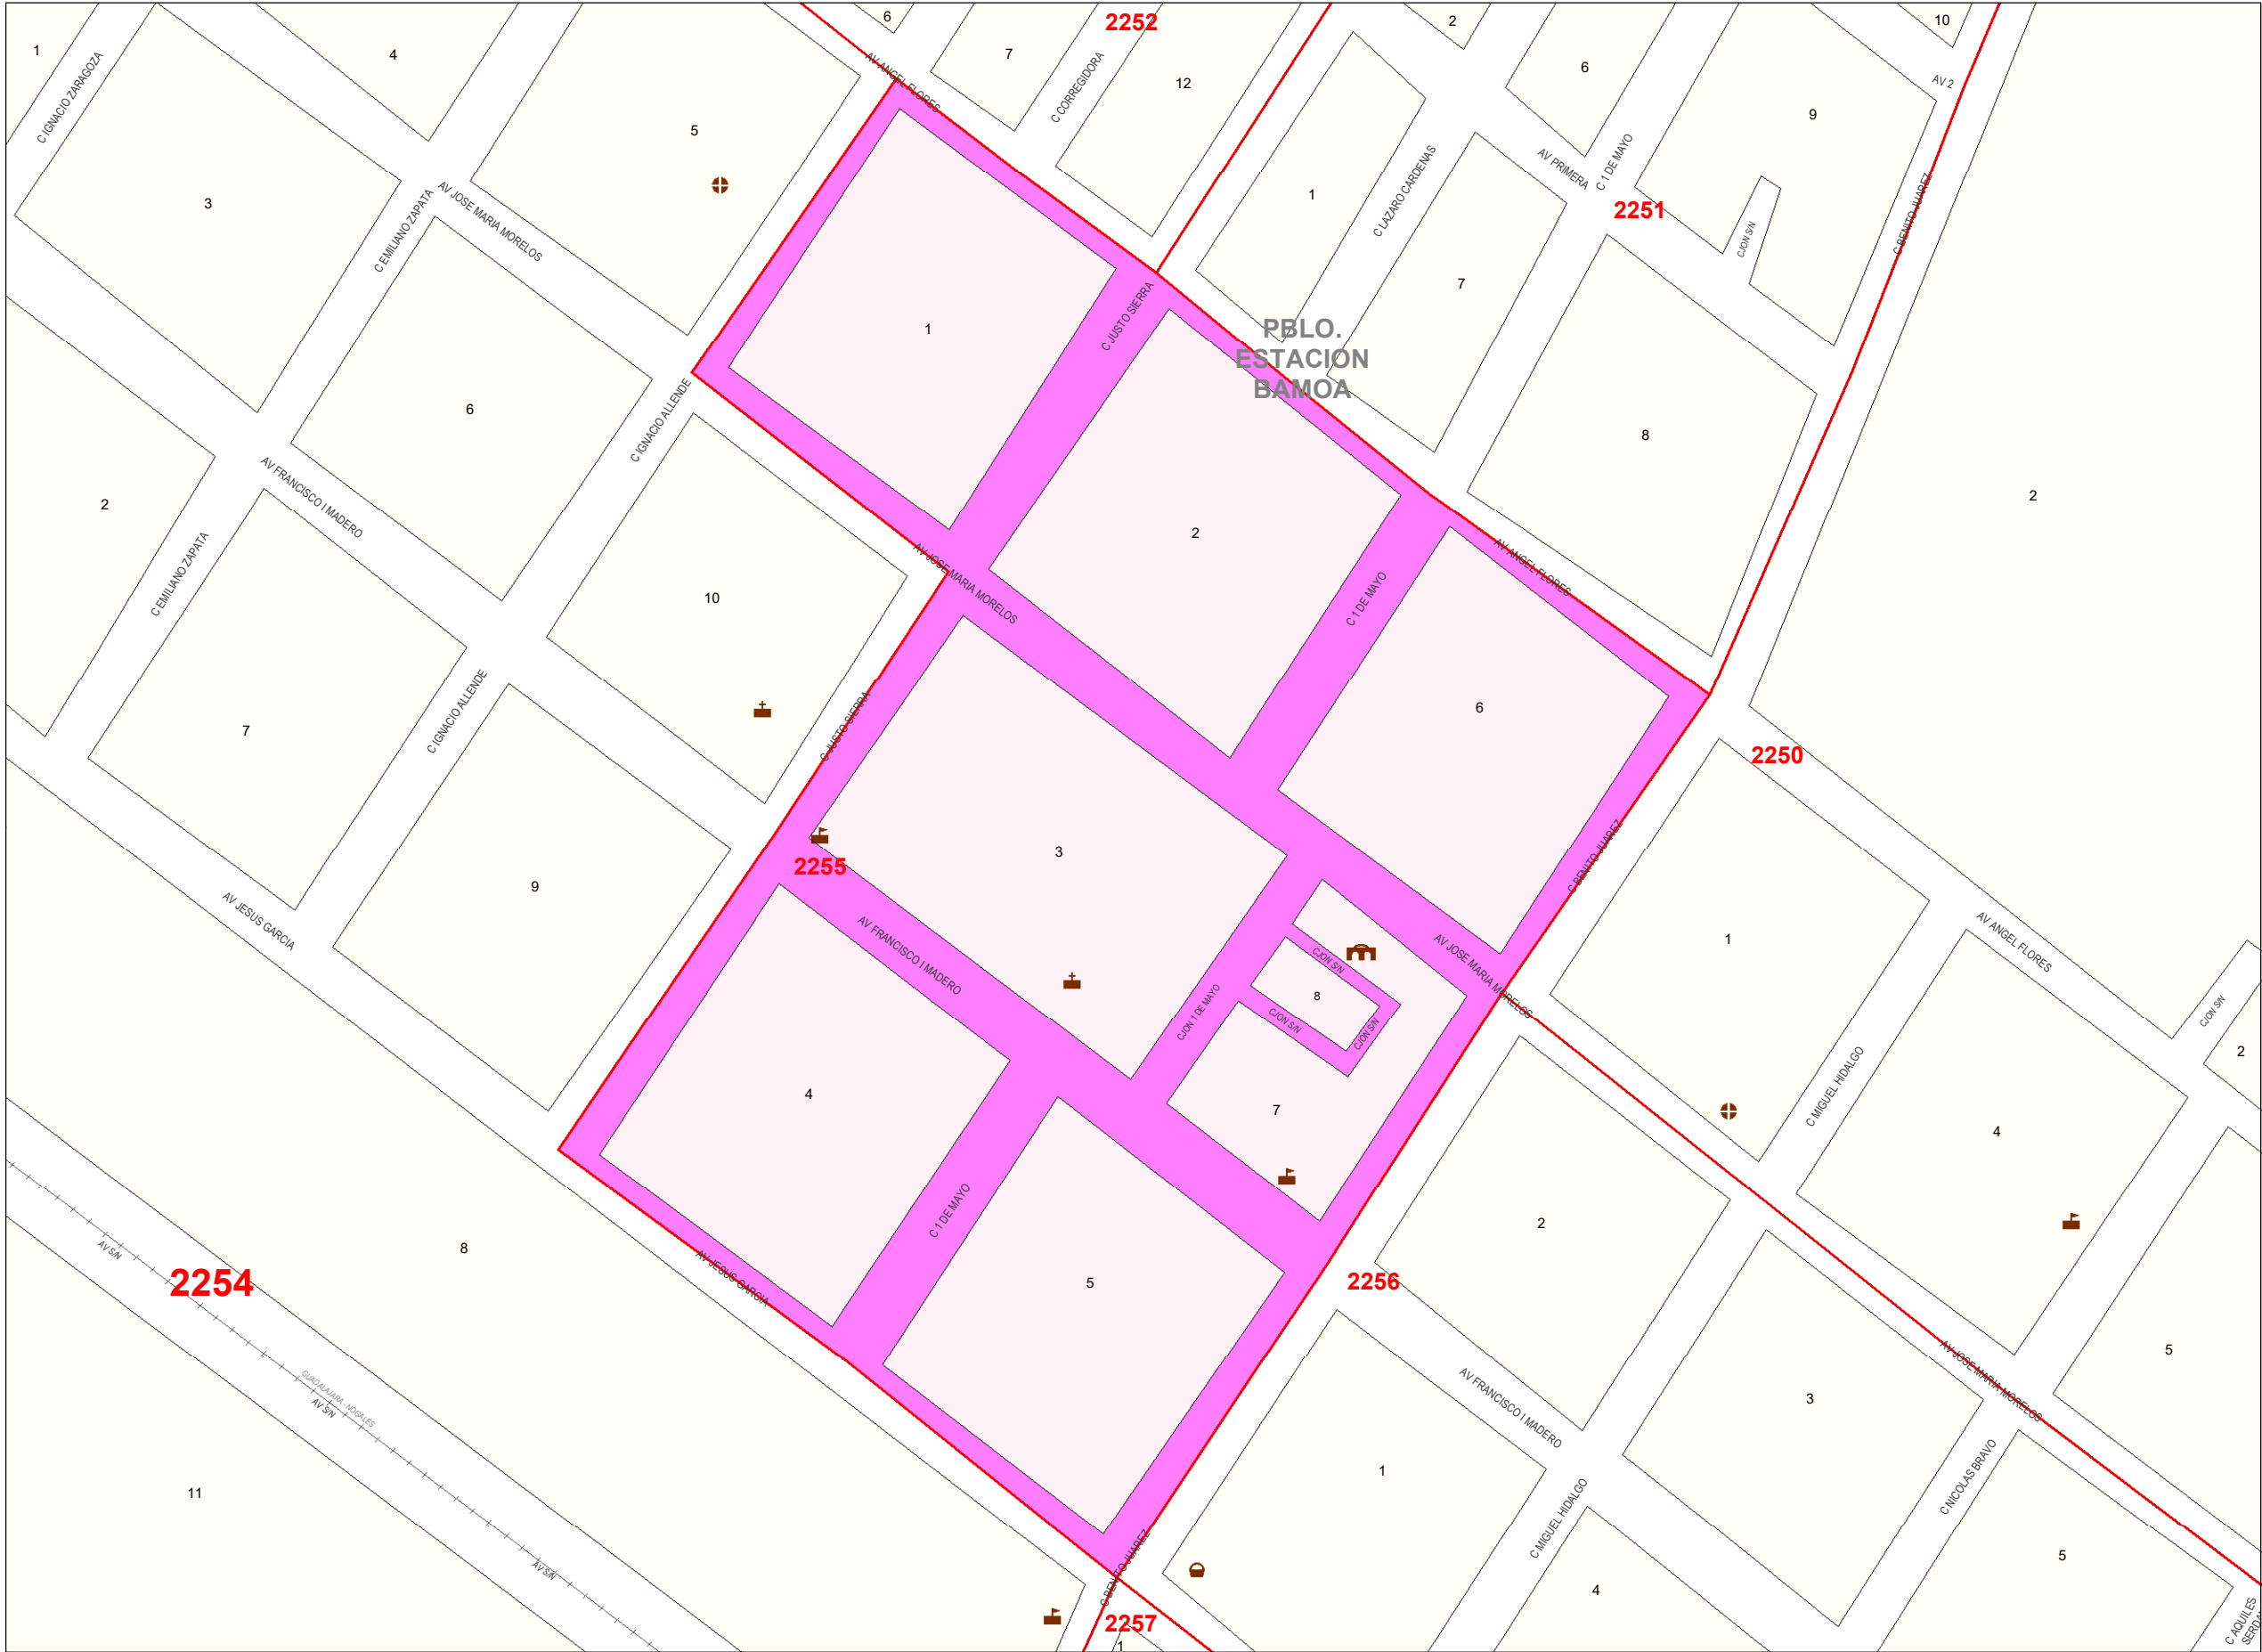 6
2252
2
10
1
4
7
AV ANGEL FLORES
C CORREGIDORA
12
6
AV 2
C IGNACIO ZARAGOZA
5
9
AV PRIMERA
C 1 DE MAYO
C LAZARO CARDENAS
3
AV JOSE MARIA MORELOS
C EMILIANO ZAPATA
1
2251
C BENITO JUAREZ
CJON S/N
7
C JUSTO SIERRA
1
PBLO.
ESTACION
BAMOA
6
C IGNACIO ALLENDE
8
2
AV FRANCISCO I MADERO
2
2
C EMILIANO ZAPATA
AV JOSE MARIA MORELOS
AV ANGEL FLORES
10
C 1 DE MAYO
7
C IGNACIO ALLENDE
C JUSTO SIERRA
6
2250
3
2255
C BENITO JUAREZ
9
AV JESUS GARCIA
AV FRANCISCO I MADERO
AV JOSE MARIA MORELOS
1
AV ANGEL FLORES
CJON S/N
8
CJON S/N
CJON S/N
CJON 1 DE MAYO
CJON S/N
2
4
7
C MIGUEL HIDALGO
4
C 1 DE MAYO
2
8
AV S/N
2254
AV JESUS GARCIA
5
2256
AV JOSE MARIA MORELOS
5
GUADALAJARA - NOGALES
AV S/N
AV FRANCISCO I MADERO
3
11
1
C NICOLAS BRAVO
C MIGUEL HIDALGO
AV S/N
C BENITO JUAREZ
4
5
2257
1
C AQUILES